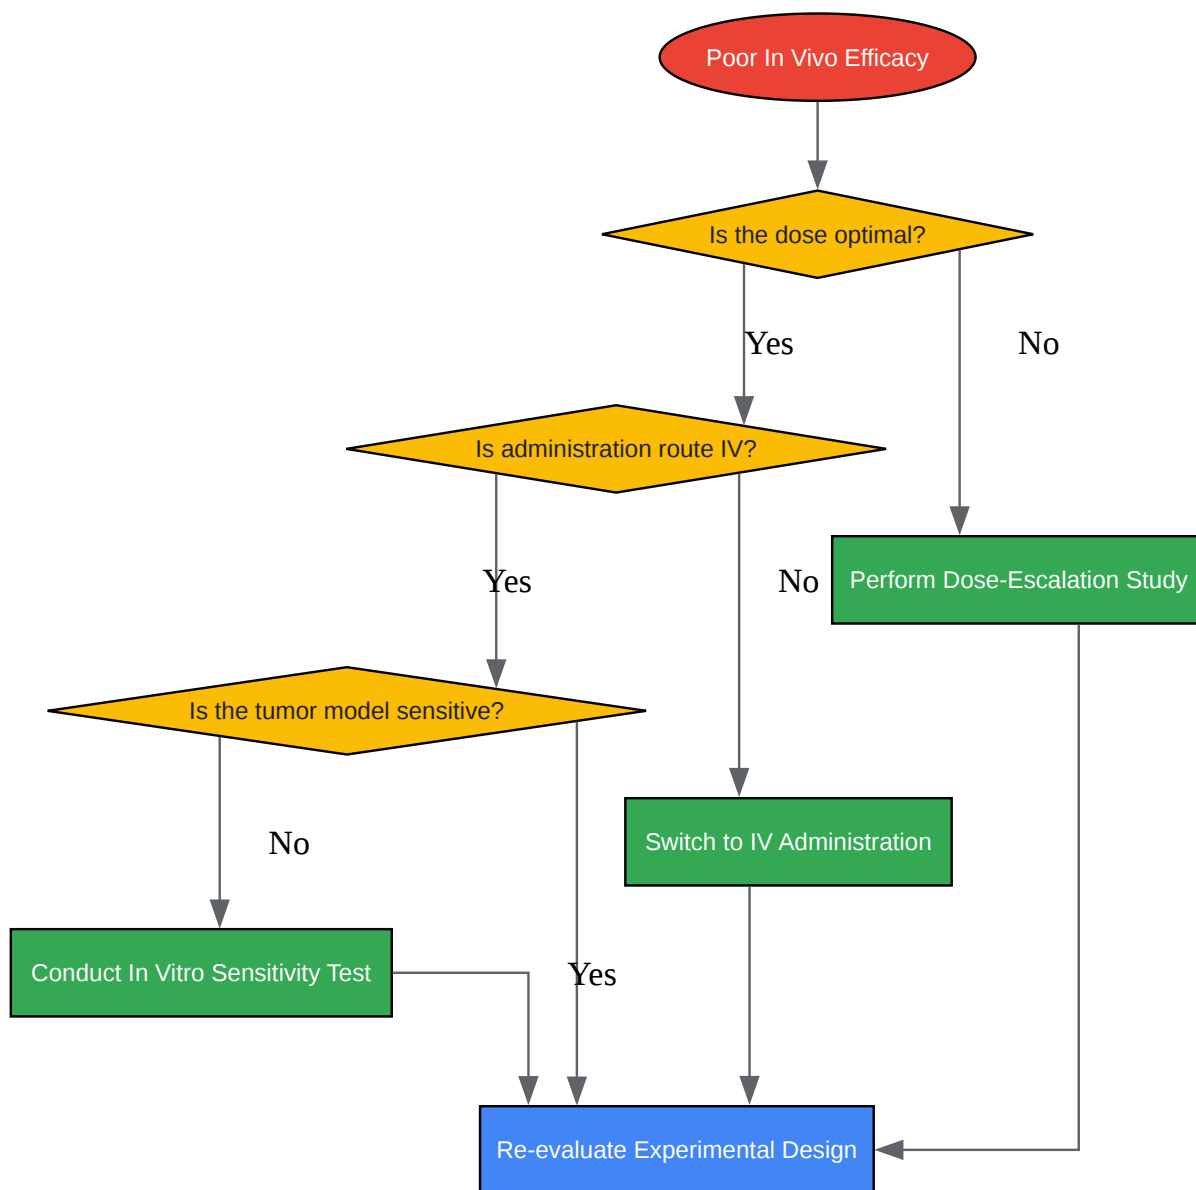 Poor In Vivo Efficacy
Is the dose optimal?
Yes
No
Is administration route IV?
Yes
No
Perform Dose-Escalation Study
Is the tumor model sensitive?
No
Switch to IV Administration
Conduct In Vitro Sensitivity Test
Yes
Re-evaluate Experimental Design